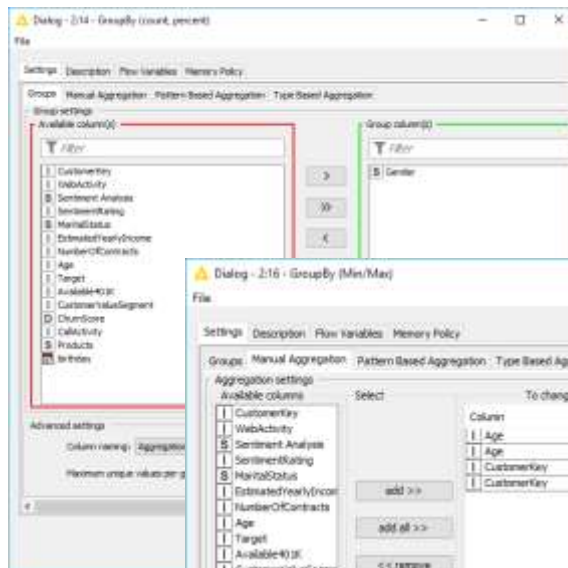 Dialog - 2:14 - GroupBy (count, percent)
File
Settings Description Flow Variables Memory Policy
Groups Manual Aggregation Pattern Based Aggregation Type Based Aggregation
Group settings
Available column(s)
Group column(s)
Filter
Filter
I CustomerKey
I WebActivity
S Sentiment Analysis
I SentimentRating
S MaritalStatus
I EstimatedYearlyIncome
I NumberOfContracts
I Age
I Target
I Available401K
I CustomerValueSegment
D ChurnScore
I CallActivity
S Products
birthday
>
>>
<
S Gender
Advanced settings
Column naming: Aggregation
Maximum unique values per
Dialog - 2:16 - GroupBy (Min/Max)
File
Settings Description Flow Variables Memory Policy
Groups Manual Aggregation Pattern Based Aggregation Type Based Ag
Aggregation settings
Available columns
Select
To chang
I CustomerKey
I WebActivity
S Sentiment Analysis
I SentimentRating
S MaritalStatus
I EstimatedYearlyIncom
I NumberOfContracts
I Age
I Target
I Available401K
add >>
add all >>
<< remove
Column
I Age
I Age
I CustomerKey
I CustomerKey